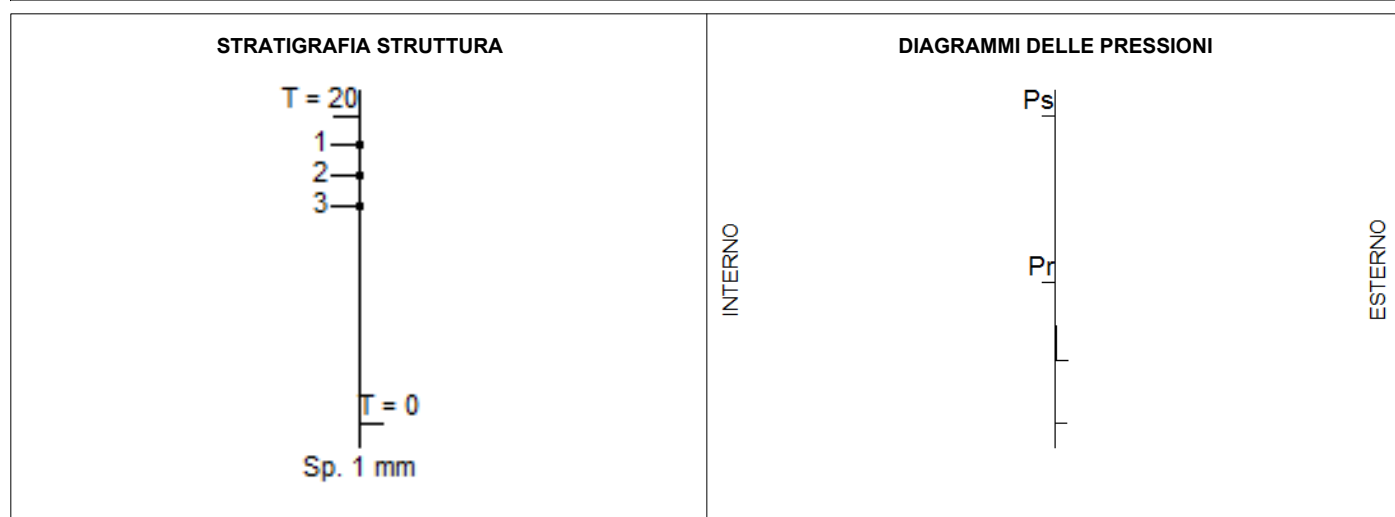 STRATIGRAFIA STRUTTURA
T = 20
1
2
3
T = 0
Sp. 1 mm
DIAGRAMMI DELLE PRESSIONI
INTERNO
Ps
Pr
ESTERNO